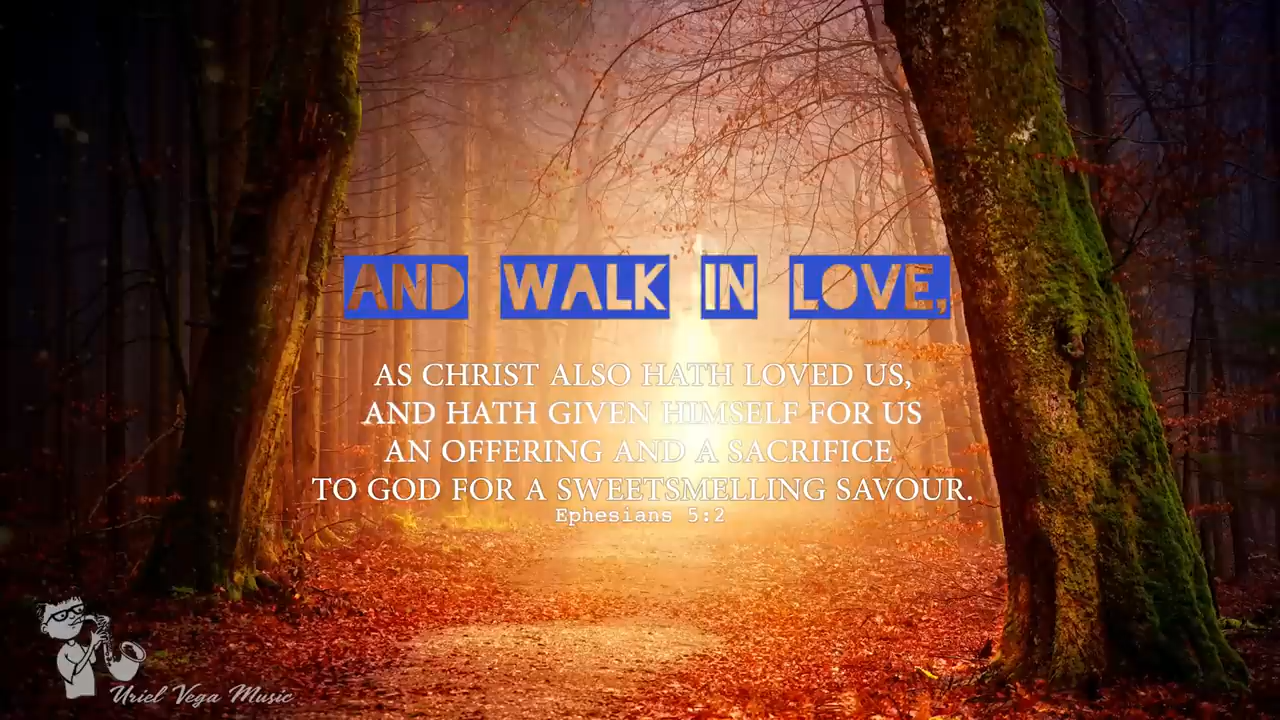 AND WALK IN LOVE,
AS CHRIST ALSO HATH LOVED US,
AND HATH GIVEN HIMSELF FOR US
AN OFFERING AND A SACRIFICE
TO GOD FOR A SWEETSMELLING SAVOUR.
Ephesians 5:2
Uriel Vega Music